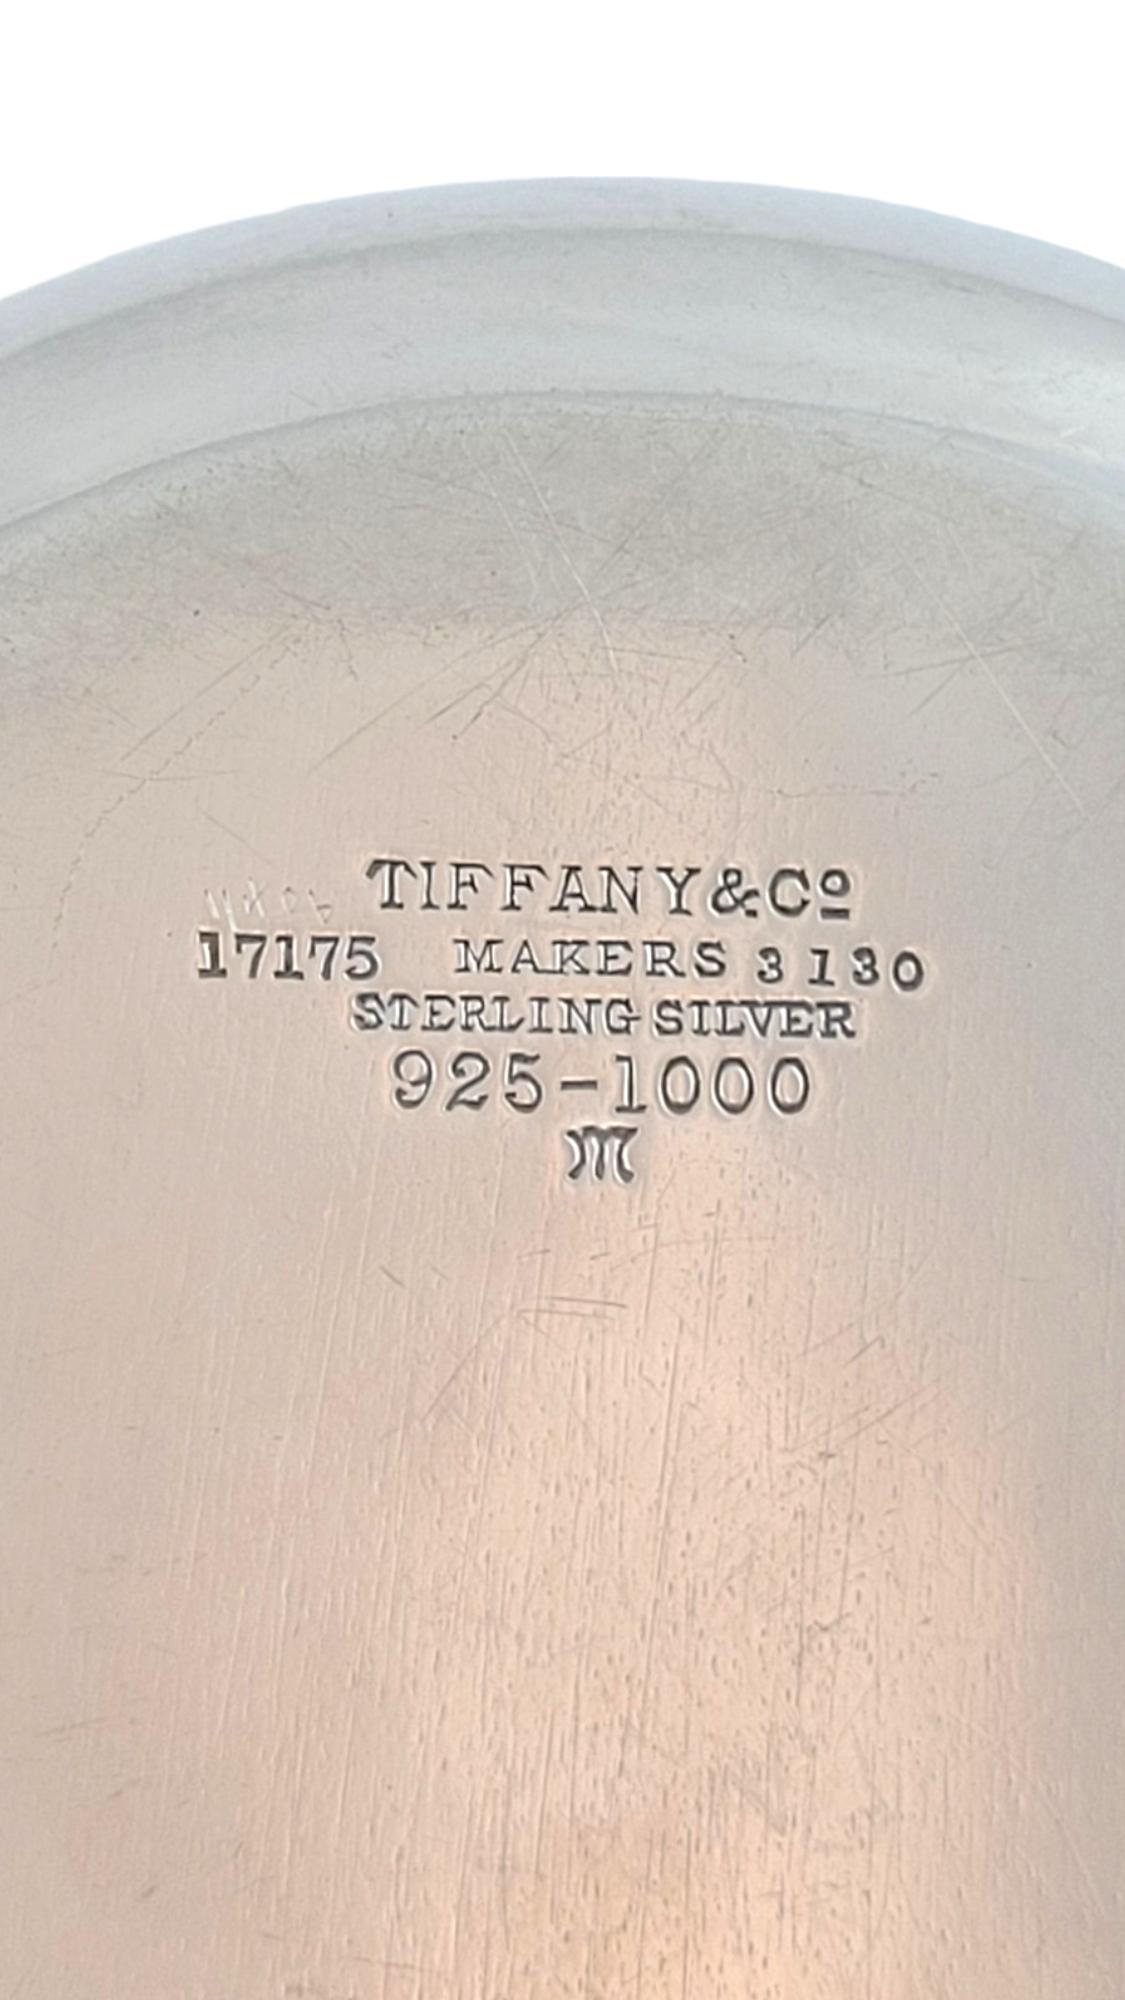 TIFFANY & Cº
17175 MAKERS 3130
STERLING SILVER
925-1000
m